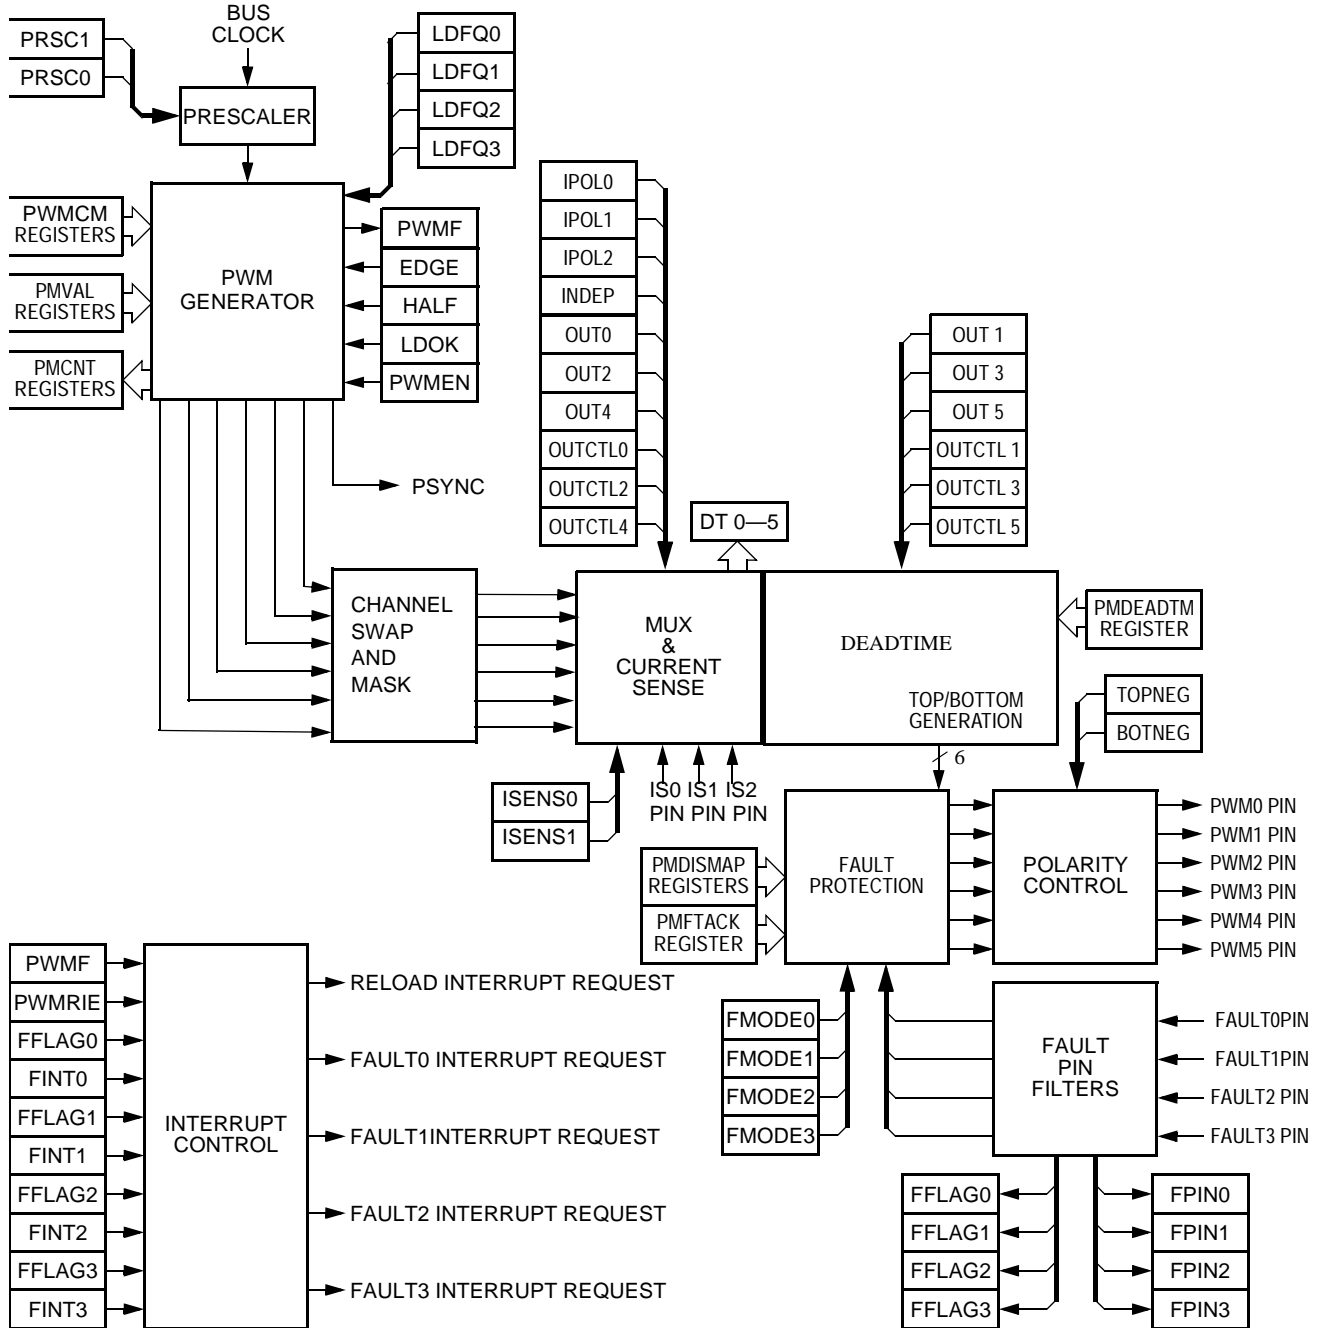 PRSC1
PRSC0
BUS
CLOCK
PRESCALER
LDFQ0
LDFQ1
LDFQ2
LDFQ3
PWMCM
REGISTERS
PMVAL
REGISTERS
PMCNT
REGISTERS
PWM
GENERATOR
PWMF
EDGE
HALF
LDOK
PWMEN
PSYNC
IPOL0
IPOL1
IPOL2
INDEP
OUT0
OUT2
OUT4
OUTCTL0
OUTCTL2
OUTCTL4
DT 0—5
OUT 1
OUT 3
OUT 5
OUTCTL 1
OUTCTL 3
OUTCTL 5
CHANNEL
SWAP
AND
MASK
MUX
&
CURRENT
SENSE
DEADTIME
TOP/BOTTOM
GENERATION
PMDEADTM
REGISTER
TOPNEG
BOTNEG
6
ISENS0
ISENS1
IS0 IS1 IS2
PIN PIN PIN
PMDISMAP
REGISTERS
PMFTACK
REGISTER
FAULT
PROTECTION
POLARITY
CONTROL
PWM0 PIN
PWM1 PIN
PWM2 PIN
PWM3 PIN
PWM4 PIN
PWM5 PIN
PWMF
PWMRIE
FFLAG0
FINT0
FFLAG1
FINT1
FFLAG2
FINT2
FFLAG3
FINT3
INTERRUPT
CONTROL
RELOAD INTERRUPT REQUEST
FAULT0 INTERRUPT REQUEST
FAULT1INTERRUPT REQUEST
FAULT2 INTERRUPT REQUEST
FAULT3 INTERRUPT REQUEST
FMODE0
FMODE1
FMODE2
FMODE3
FAULT
PIN
FILTERS
FAULT0PIN
FAULT1PIN
FAULT2 PIN
FAULT3 PIN
FFLAG0
FFLAG1
FFLAG2
FFLAG3
FPIN0
FPIN1
FPIN2
FPIN3